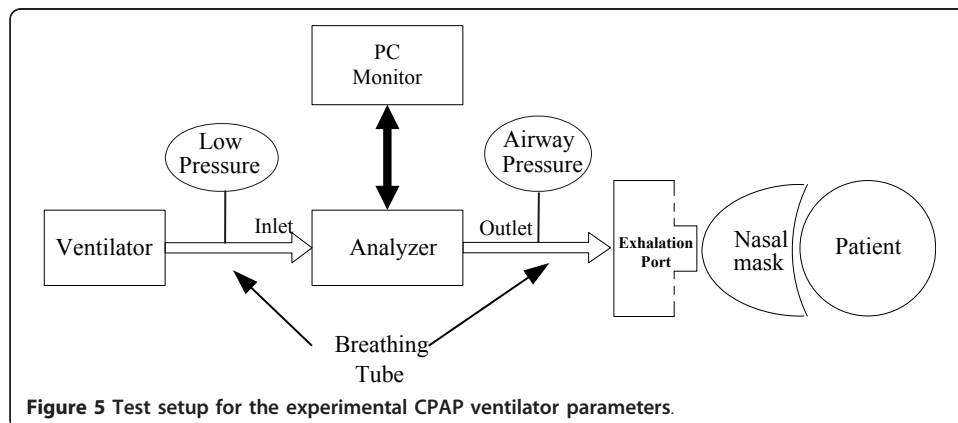 PC
Monitor
Low
Pressure
Airway
Pressure
Ventilator
Inlet
Analyzer
Outlet
Exhalation
Port
Nasal
mask
Patient
Breathing
Tube
Figure 5 Test setup for the experimental CPAP ventilator parameters.